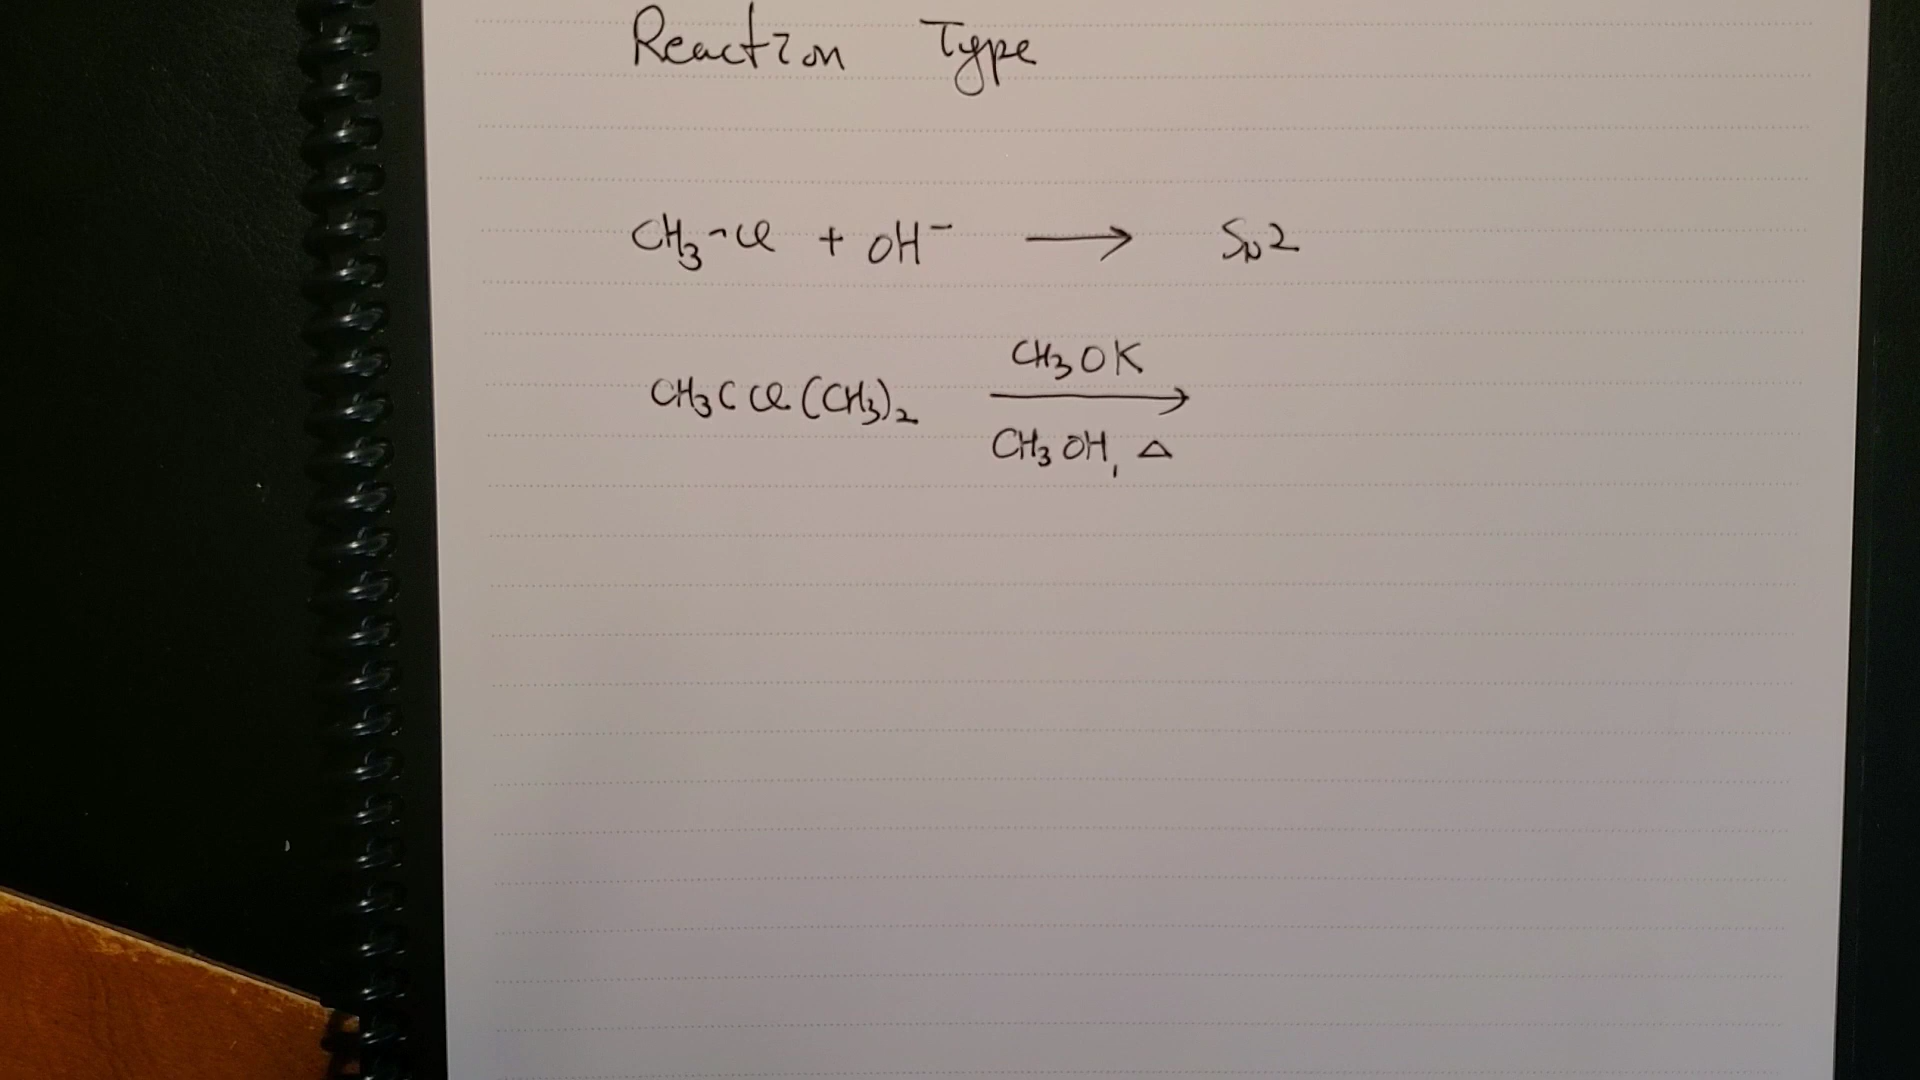 Reaction Type
CH₃-Cl + OH⁻ ⟶ SN2
CH₃OK
CH₃CCl(CH₃)₂ ⟶
CH₃OH, △